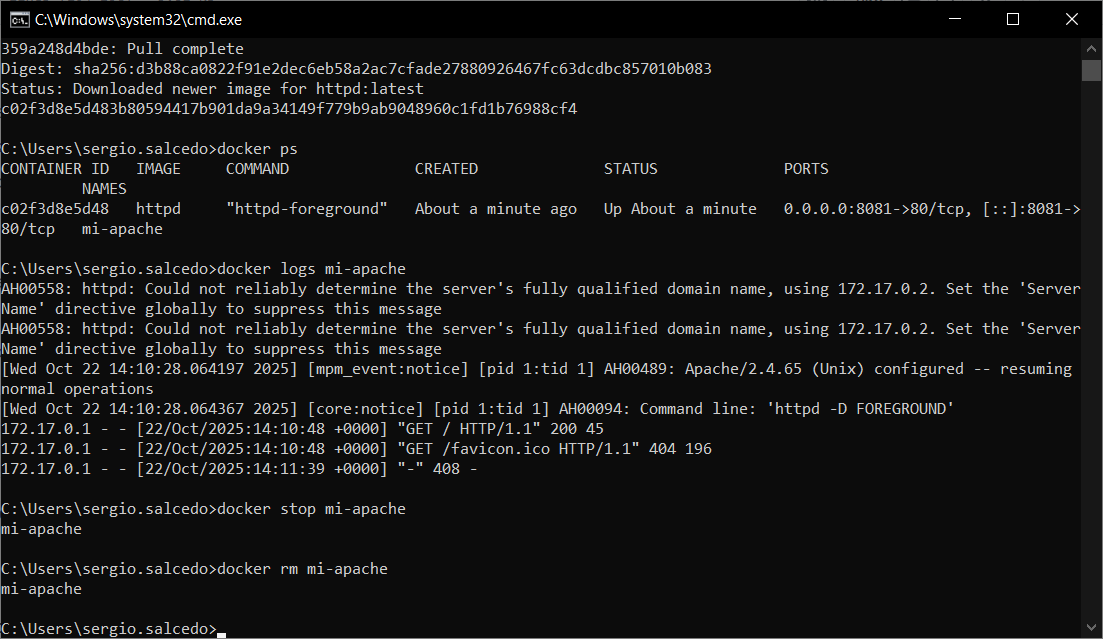 C:\Windows\system32\cmd.exe
359a248d4bde: Pull complete
Digest: sha256:d3b88ca0822f91e2dec6eb58a2ac7cfade27880926467fc63dcdbc857010b083
Status: Downloaded newer image for httpd:latest
c02f3d8e5d483b80594417b901da9a34149f779b9ab9048960c1fd1b76988cf4
C:\Users\sergio.salcedo>docker ps
CONTAINER ID   IMAGE     COMMAND              CREATED              STATUS              PORTS
         NAMES
c02f3d8e5d48   httpd     "httpd-foreground"   About a minute ago   Up About a minute   0.0.0.0:8081->80/tcp, [::]:8081->
80/tcp   mi-apache
C:\Users\sergio.salcedo>docker logs mi-apache
AH00558: httpd: Could not reliably determine the server's fully qualified domain name, using 172.17.0.2. Set the 'Server
Name' directive globally to suppress this message
AH00558: httpd: Could not reliably determine the server's fully qualified domain name, using 172.17.0.2. Set the 'Server
Name' directive globally to suppress this message
[Wed Oct 22 14:10:28.064197 2025] [mpm_event:notice] [pid 1:tid 1] AH00489: Apache/2.4.65 (Unix) configured -- resuming
normal operations
[Wed Oct 22 14:10:28.064367 2025] [core:notice] [pid 1:tid 1] AH00094: Command line: 'httpd -D FOREGROUND'
172.17.0.1 - - [22/Oct/2025:14:10:48 +0000] "GET / HTTP/1.1" 200 45
172.17.0.1 - - [22/Oct/2025:14:10:48 +0000] "GET /favicon.ico HTTP/1.1" 404 196
172.17.0.1 - - [22/Oct/2025:14:11:39 +0000] "-" 408 -
C:\Users\sergio.salcedo>docker stop mi-apache
mi-apache
C:\Users\sergio.salcedo>docker rm mi-apache
mi-apache
C:\Users\sergio.salcedo>